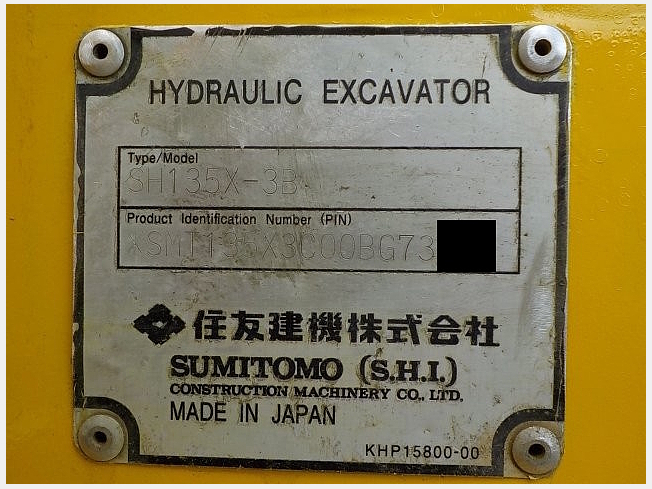 HYDRAULIC EXCAVATOR
Type/Model
SH135X-3B
Product Identification Number (PIN)
住友建機株式会社
SUMITOMO (S.H.I.)
CONSTRUCTION MACHINERY CO., LTD.
MADE IN JAPAN
KHP15800-00